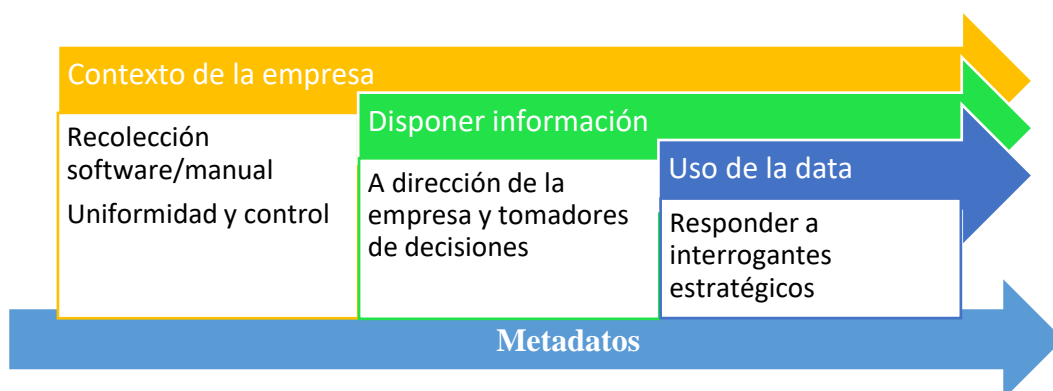 Contexto de la empresa
Recolección
software/manual
Uniformidad y control
Disponer información
A dirección de la
empresa y tomadores
de decisiones
Uso de la data
Responder a
interrogantes
estratégicos
Metadatos